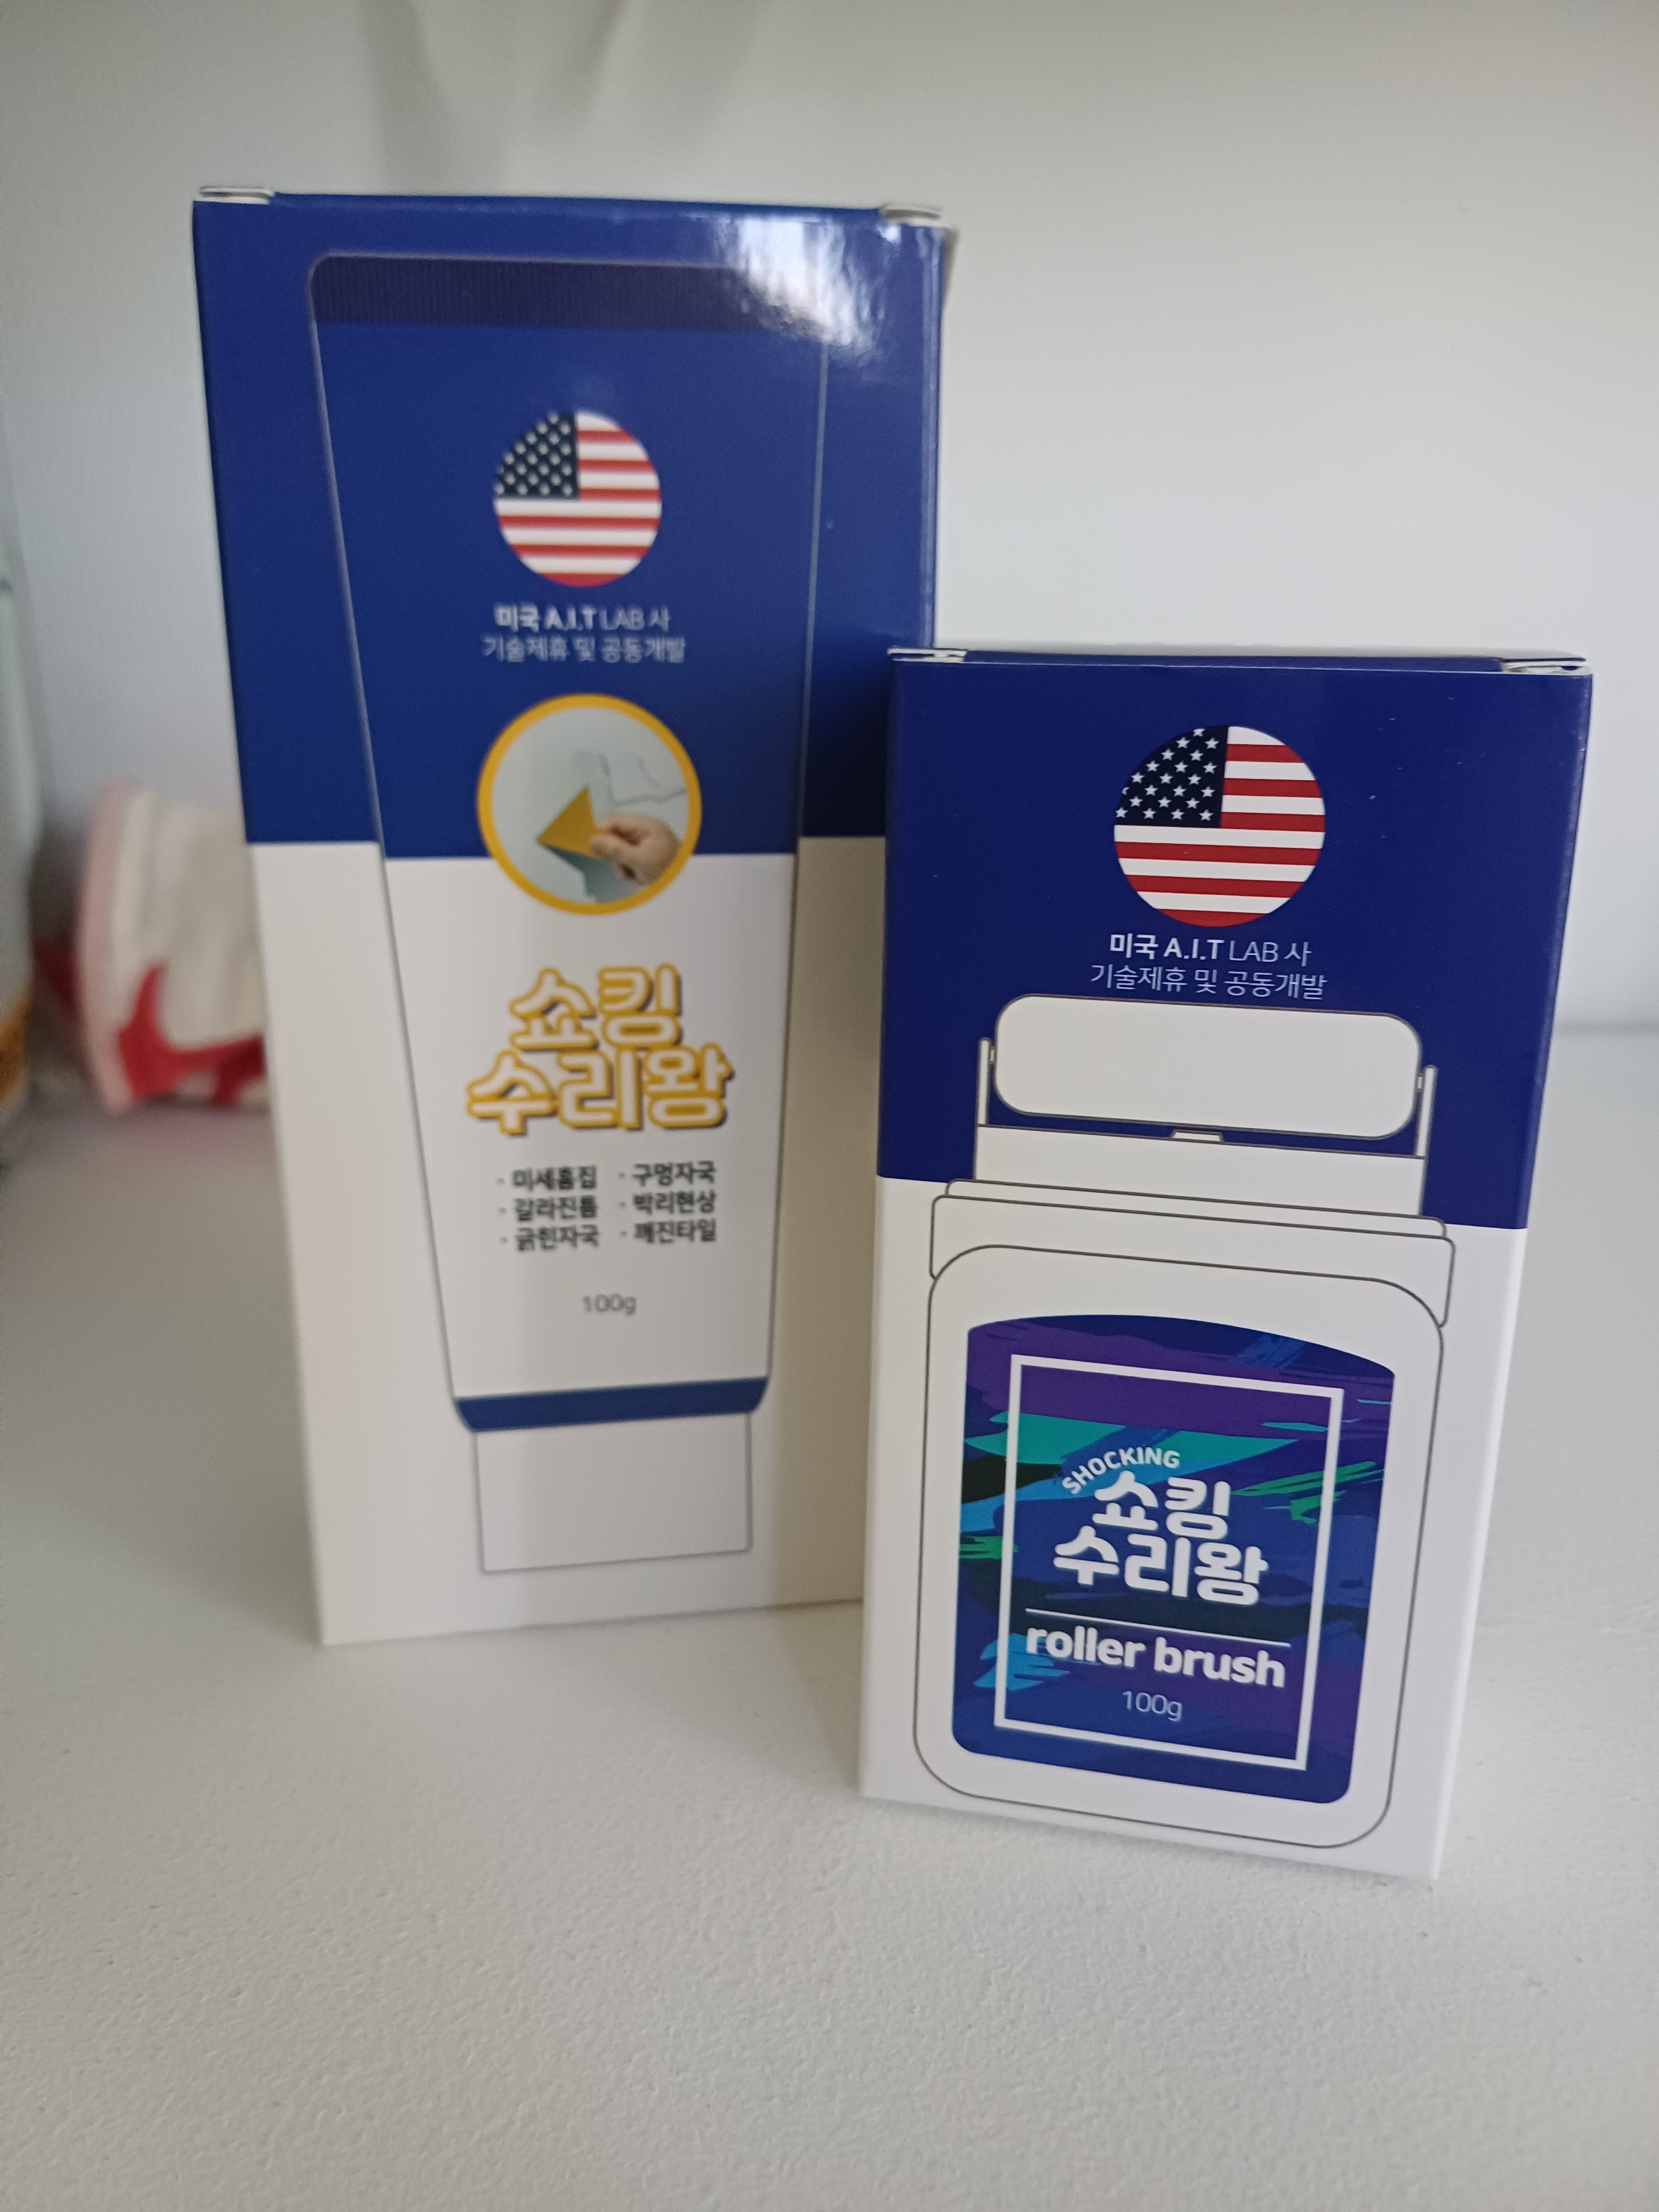 미국 A.I.T LAB 사
기술제휴 및 공동개발
쇼킹
수리왕
· 미세흠집 · 구멍자국
· 갈라진틈 · 박리현상
· 긁힌자국 · 깨진타일
100g
미국 A.I.T LAB 사
기술제휴 및 공동개발
SHOCKING
쇼킹
수리왕
roller brush
100g